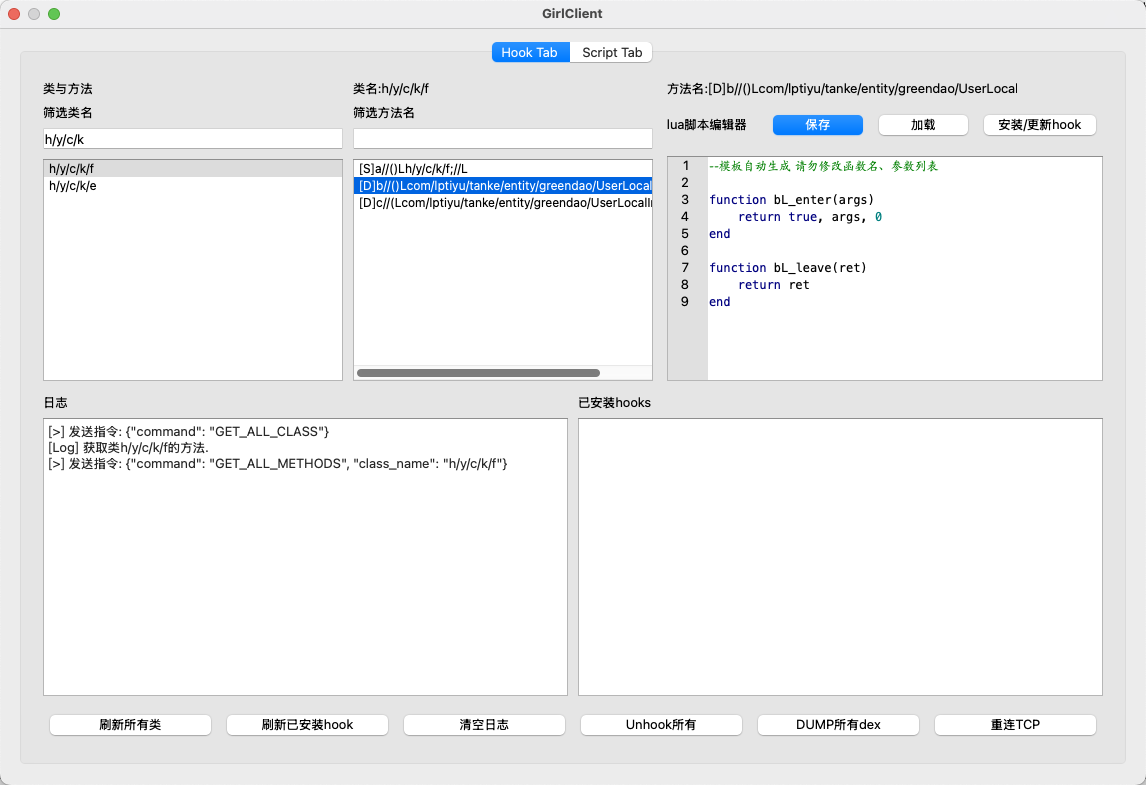 GirlClient
Hook Tab
Script Tab
类与方法
筛选类名
h/y/c/k
h/y/c/k/f
h/y/c/k/e
类名:h/y/c/k/f
筛选方法名
[S]a//()Lh/y/c/k/f;//L
[D]b//()Lcom/lptiyu/tanke/entity/greendao/UserLocal
[D]c//(Lcom/lptiyu/tanke/entity/greendao/UserLocalI
方法名:[D]b//()Lcom/lptiyu/tanke/entity/greendao/UserLocal
lua脚本编辑器
保存
加载
安装/更新hook
1 --模板自动生成 请勿修改函数名、参数列表
2
3 function bL_enter(args)
4     return true, args, 0
5 end
6
7 function bL_leave(ret)
8     return ret
9 end
日志
[>] 发送指令: {"command": "GET_ALL_CLASS"}
[Log] 获取类h/y/c/k/f的方法.
[>] 发送指令: {"command": "GET_ALL_METHODS", "class_name": "h/y/c/k/f"}
已安装hooks
刷新所有类
刷新已安装hook
清空日志
Unhook所有
DUMP所有dex
重连TCP